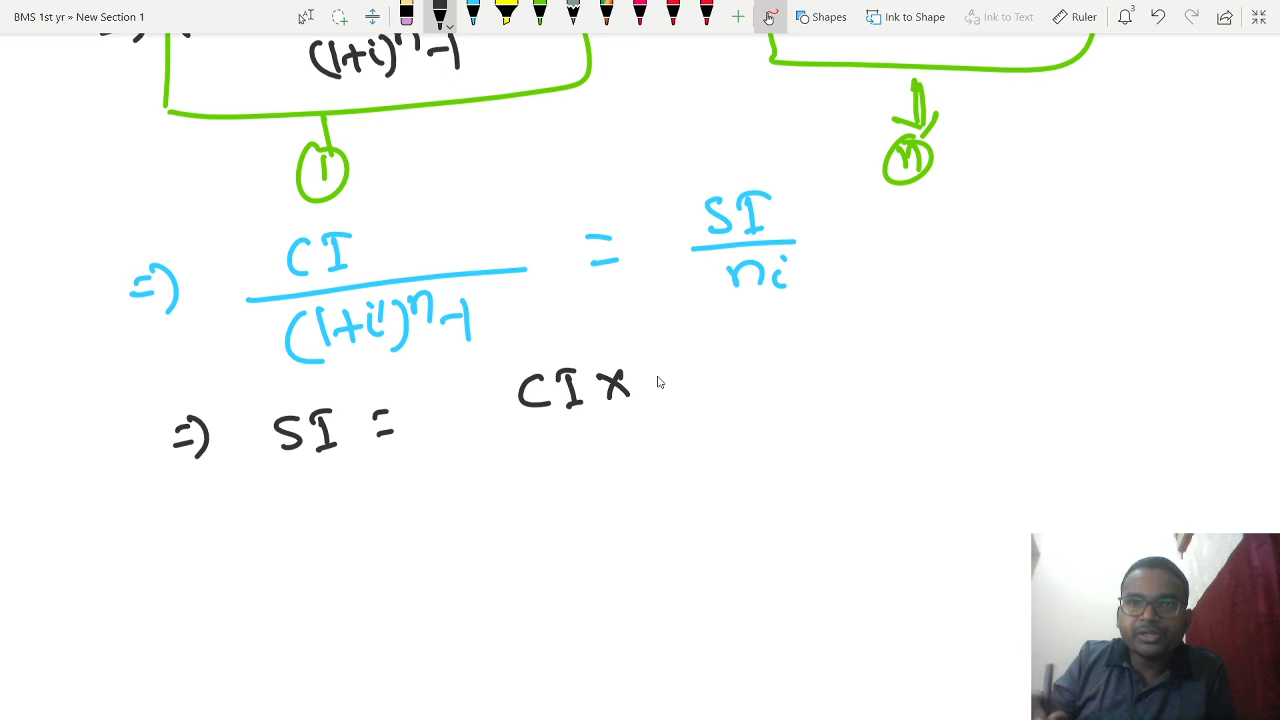 BMS 1st yr » New Section 1
Shapes Ink to Shape Ink to Text Ruler
(1+i)^n-1
1
n
=> CI / (1+i)^n-1 = SI / ni
=> SI = CI ×